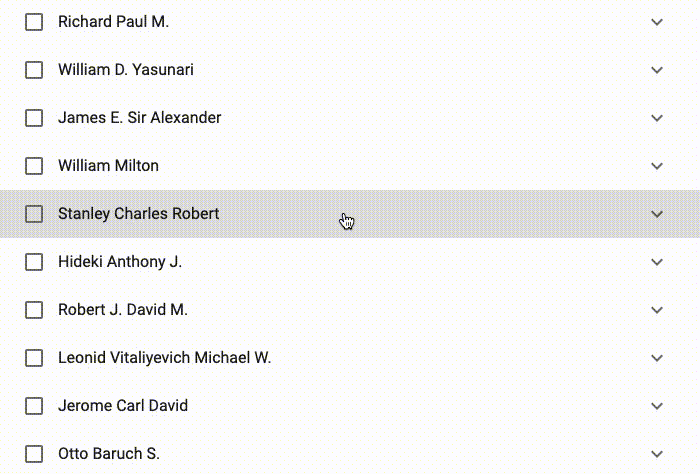 Richard Paul M.
William D. Yasunari
James E. Sir Alexander
William Milton
Stanley Charles Robert
Hideki Anthony J.
Robert J. David M.
Leonid Vitaliyevich Michael W.
Jerome Carl David
Otto Baruch S.